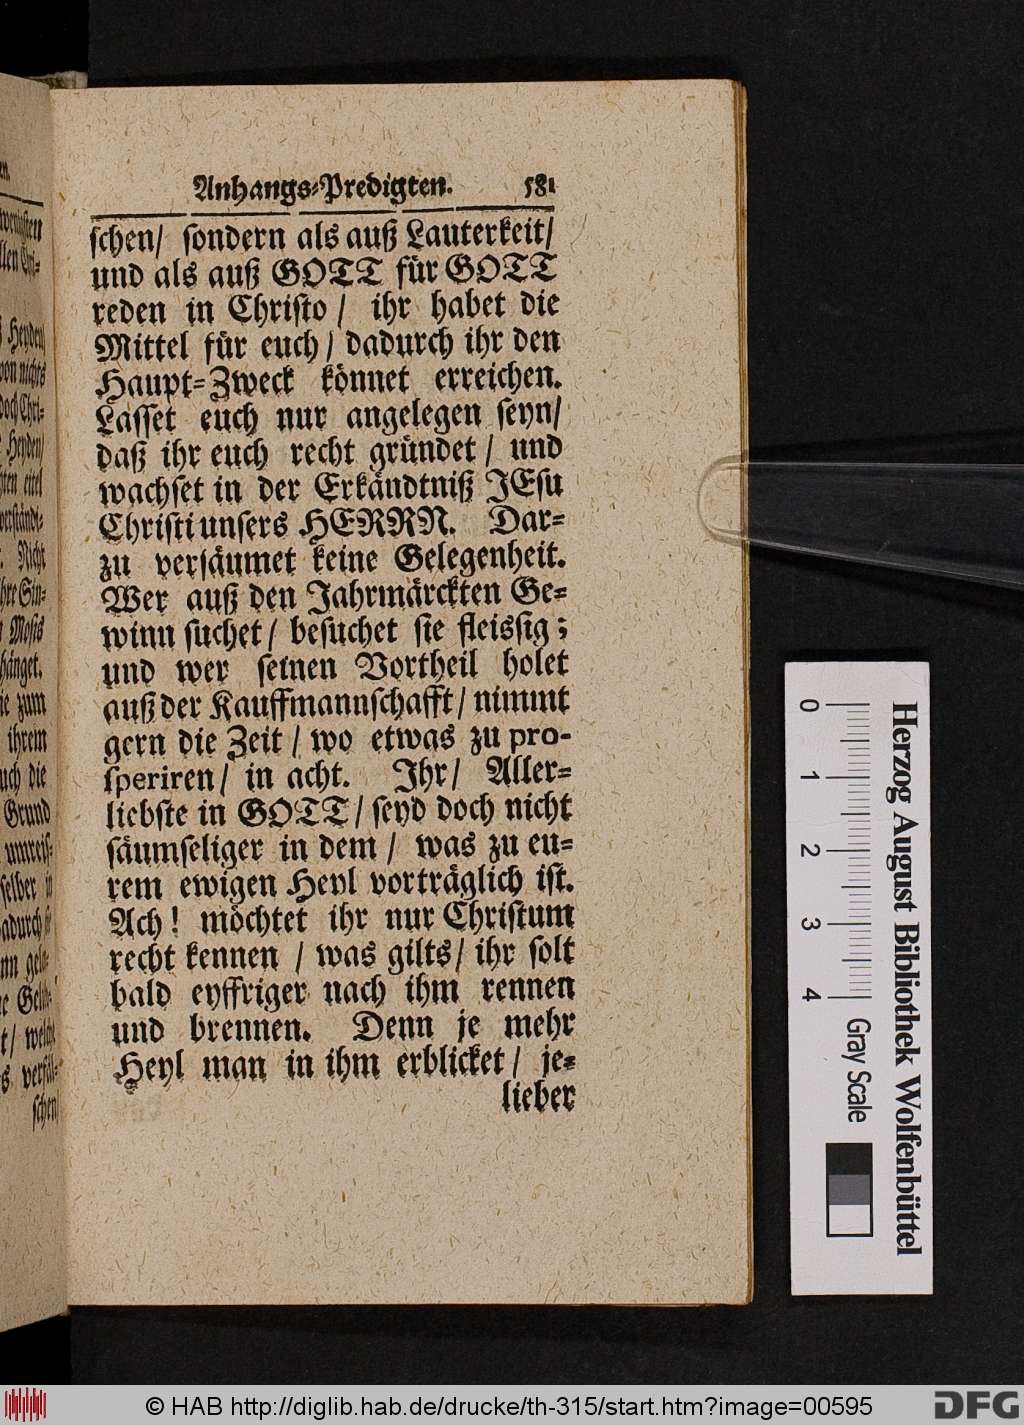 Anhangs-Predigten. 581
schen/ sondern als auß Lauterkeit/
und als auß GOTT für GOTT
reden in Christo / ihr habet die
Mittel für euch / dadurch ihr den
Haupt-Zweck könnet erreichen.
Lasset euch nur angelegen seyn/
daß ihr euch recht gründet / und
wachset in der Erkändtniß JEsu
Christi unsers HERRN. Dar-
zu versäumet keine Gelegenheit.
Wer auß den Jahrmärckten Ge-
winn suchet / besuchet sie fleissig;
und wer seinen Vortheil holet
auß der Kauffmannschafft / nimmt
gern die Zeit / wo etwas zu pro-
speriren / in acht. Ihr / Aller-
liebste in GOTT / seyd doch nicht
säumseliger in dem / was zu eu-
rem ewigen Heyl vorträglich ist.
Ach! möchtet ihr nur Christum
recht kennen / was gilts / ihr solt
bald eyffriger nach ihm rennen
und brennen. Denn je mehr
Heyl man in ihm erblicket / je-
lieber
Herzog August Bibliothek Wolfenbüttel
0 1 2 3 4 Gray Scale
© HAB http://diglib.hab.de/drucke/th-315/start.htm?image=00595
DFG